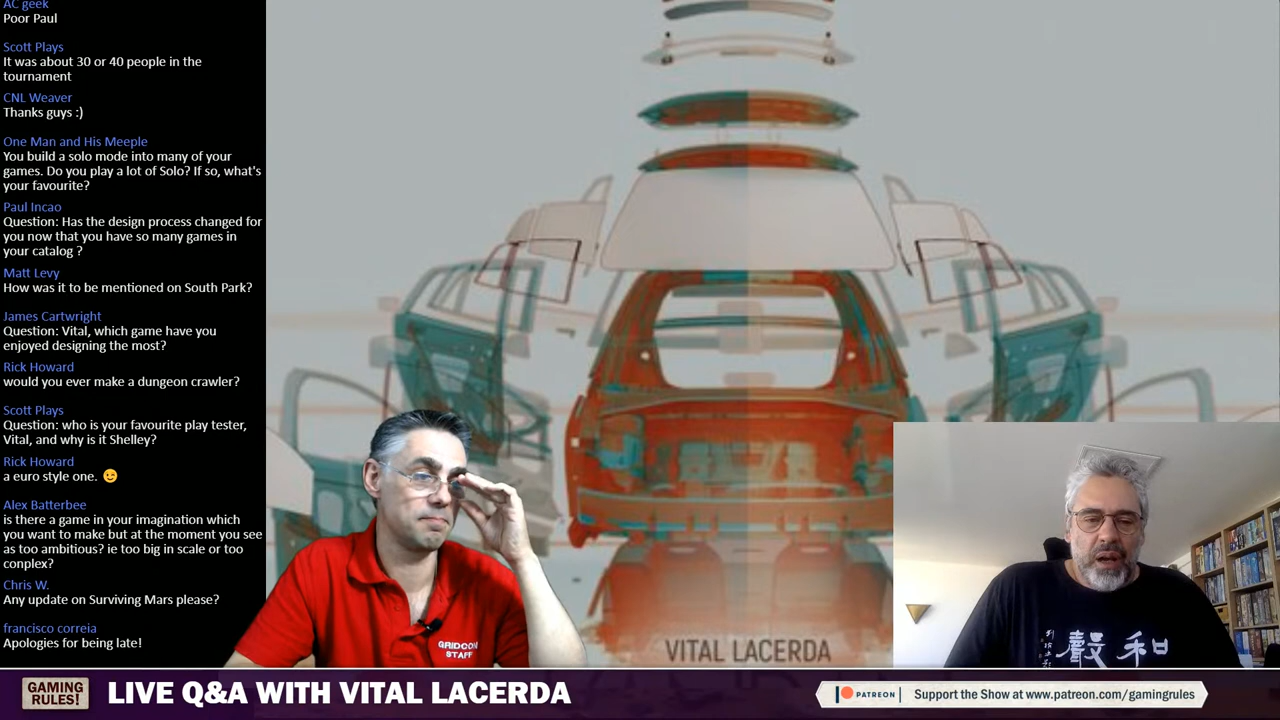 AC geek
Poor Paul
Scott Plays
It was about 30 or 40 people in the
tournament
CNL Weaver
Thanks guys :)
One Man and His Meeple
You build a solo mode into many of your
games. Do you play a lot of Solo? If so, what's
your favourite?
Paul Incao
Question: Has the design process changed for
you now that you have so many games in
your catalog ?
Matt Levy
How was it to be mentioned on South Park?
James Cartwright
Question: Vital, which game have you
enjoyed designing the most?
Rick Howard
would you ever make a dungeon crawler?
Scott Plays
Question: who is your favourite play tester,
Vital, and why is it Shelley?
Rick Howard
a euro style one. 😉
Alex Batterbee
is there a game in your imagination which
you want to make but at the moment you see
as too ambitious? ie too big in scale or too
conplex?
Chris W.
Any update on Surviving Mars please?
francisco correia
Apologies for being late!
GRIDCON
STAFF
和
VITAL LACERDA
GAMING
RULES!
LIVE Q&A WITH VITAL LACERDA
PATREON
Support the Show at www.patreon.com/gamingrules